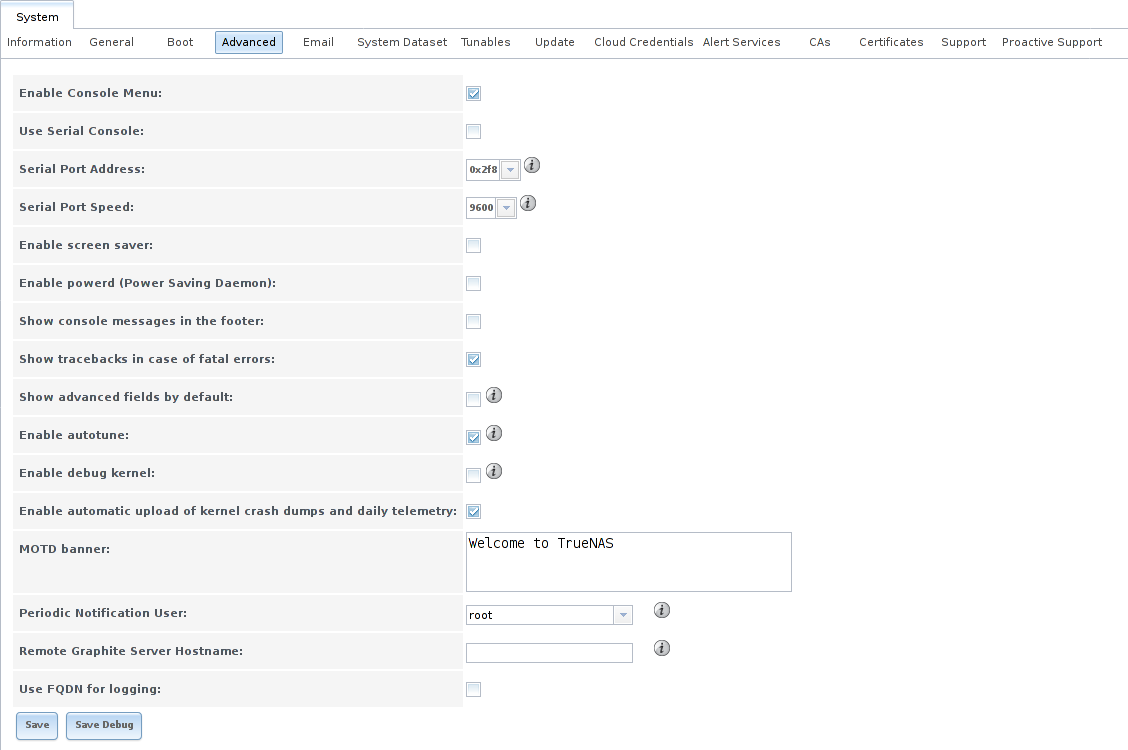 System
Information General Boot Advanced Email System Dataset Tunables Update Cloud Credentials Alert Services CAs Certificates Support Proactive Support
Enable Console Menu:
Use Serial Console:
Serial Port Address: 0x2f8 i
Serial Port Speed: 9600 i
Enable screen saver:
Enable powerd (Power Saving Daemon):
Show console messages in the footer:
Show tracebacks in case of fatal errors:
Show advanced fields by default: i
Enable autotune: i
Enable debug kernel: i
Enable automatic upload of kernel crash dumps and daily telemetry:
MOTD banner: Welcome to TrueNAS
Periodic Notification User: root i
Remote Graphite Server Hostname: i
Use FQDN for logging:
Save Save Debug